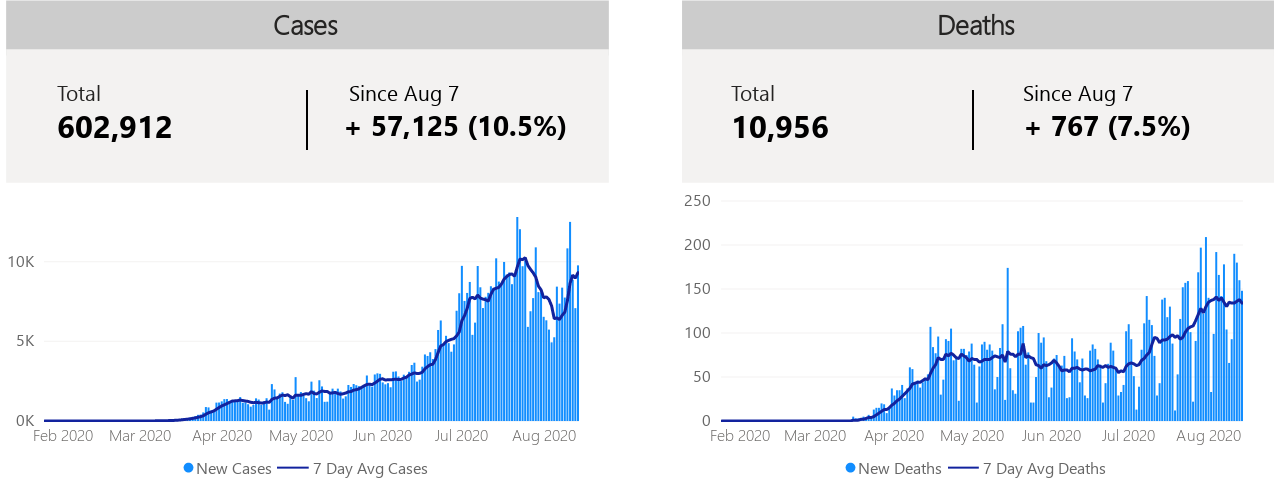 Cases
Total
602,912
Since Aug 7
+ 57,125 (10.5%)
10K
5K
0K
Feb 2020 Mar 2020 Apr 2020 May 2020 Jun 2020 Jul 2020 Aug 2020
New Cases 7 Day Avg Cases
Deaths
Total
10,956
Since Aug 7
+ 767 (7.5%)
250
200
150
100
50
0
Feb 2020 Mar 2020 Apr 2020 May 2020 Jun 2020 Jul 2020 Aug 2020
New Deaths 7 Day Avg Deaths